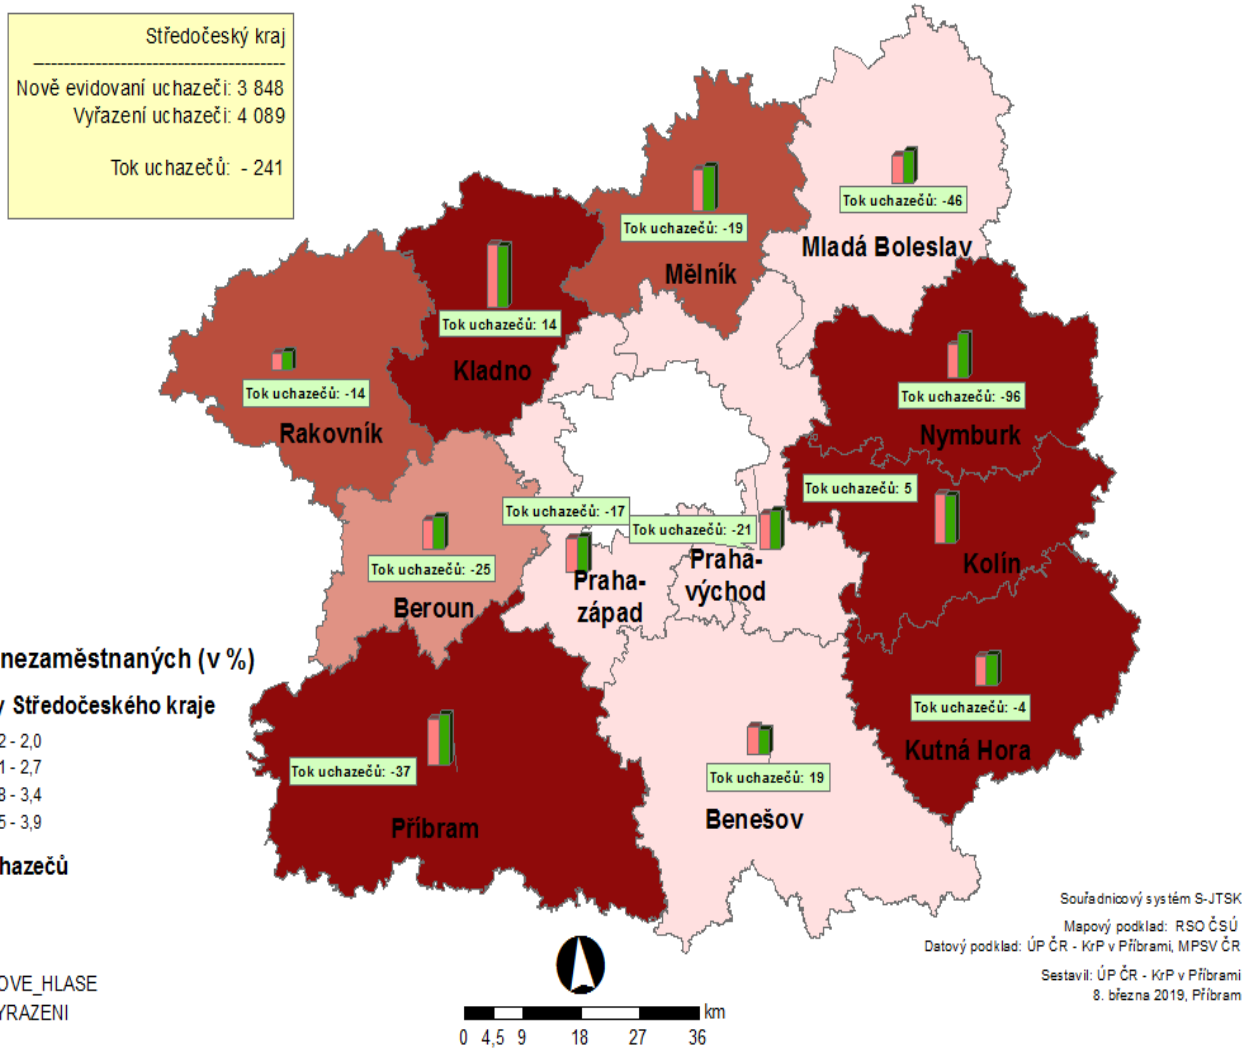 Středočeský kraj
Nově evidovaní uchazeči: 3 848
Vyřazení uchazeči: 4 089
Tok uchazečů: - 241
Tok uchazečů: -46
Mladá Boleslav
Tok uchazečů: -19
Mělník
Tok uchazečů: 14
Kladno
Tok uchazečů: -14
Rakovník
Tok uchazečů: -96
Nymburk
Tok uchazečů: 5
Kolín
Tok uchazečů: -17
Praha-
západ
Tok uchazečů: -21
Praha-
východ
Tok uchazečů: -25
Beroun
Tok uchazečů: -4
Kutná Hora
Tok uchazečů: -37
Příbram
Tok uchazečů: 19
Benešov
nezaměstnaných (v %)
y Středočeského kraje
2 - 2,0
1 - 2,7
8 - 3,4
5 - 3,9
hazečů
OVE_HLASE
YRAZENI
km
0 4,5 9 18 27 36
Souřadnicový systém S-JTSK
Mapový podklad: RSO ČSÚ
Datový podklad: ÚP ČR - KrP v Příbrami, MPSV ČR
Sestavil: ÚP ČR - KrP v Příbrami
8. března 2019, Příbram